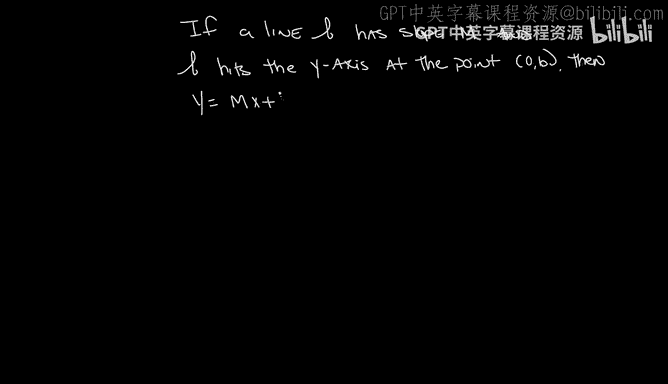 GPT中英字幕课程资源@bilibili.com
If a LINE l HAS
GPT中英字幕课程资源 bilibili
l hits the Y-Axis At the point (0,b), then
Y = Mx+